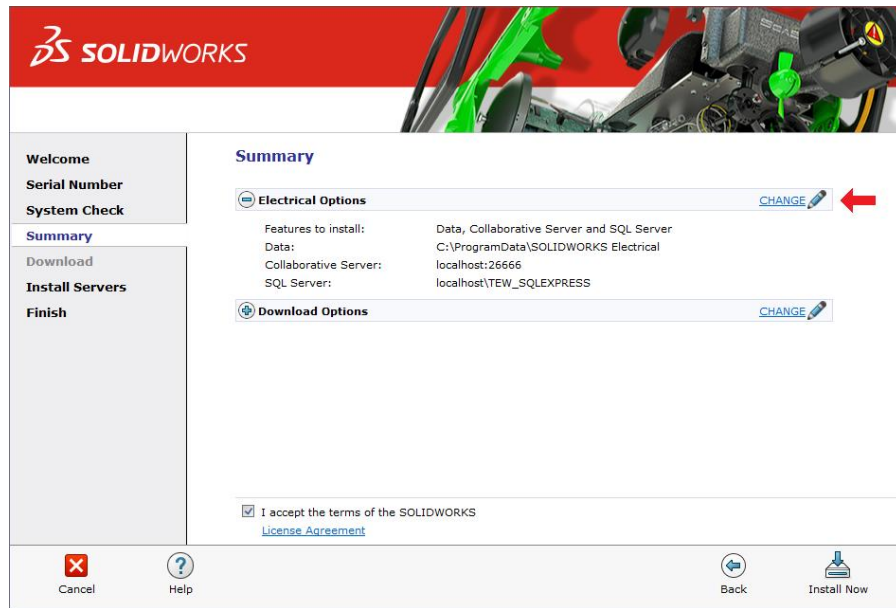 SOLIDWORKS
Welcome
Serial Number
System Check
Summary
Download
Install Servers
Finish
Summary
Electrical Options CHANGE
Features to install: Data, Collaborative Server and SQL Server
Data: C:\ProgramData\SOLIDWORKS Electrical
Collaborative Server: localhost:26666
SQL Server: localhost\TEW_SQLEXPRESS
Download Options CHANGE
I accept the terms of the SOLIDWORKS
License Agreement
Cancel Help Back Install Now